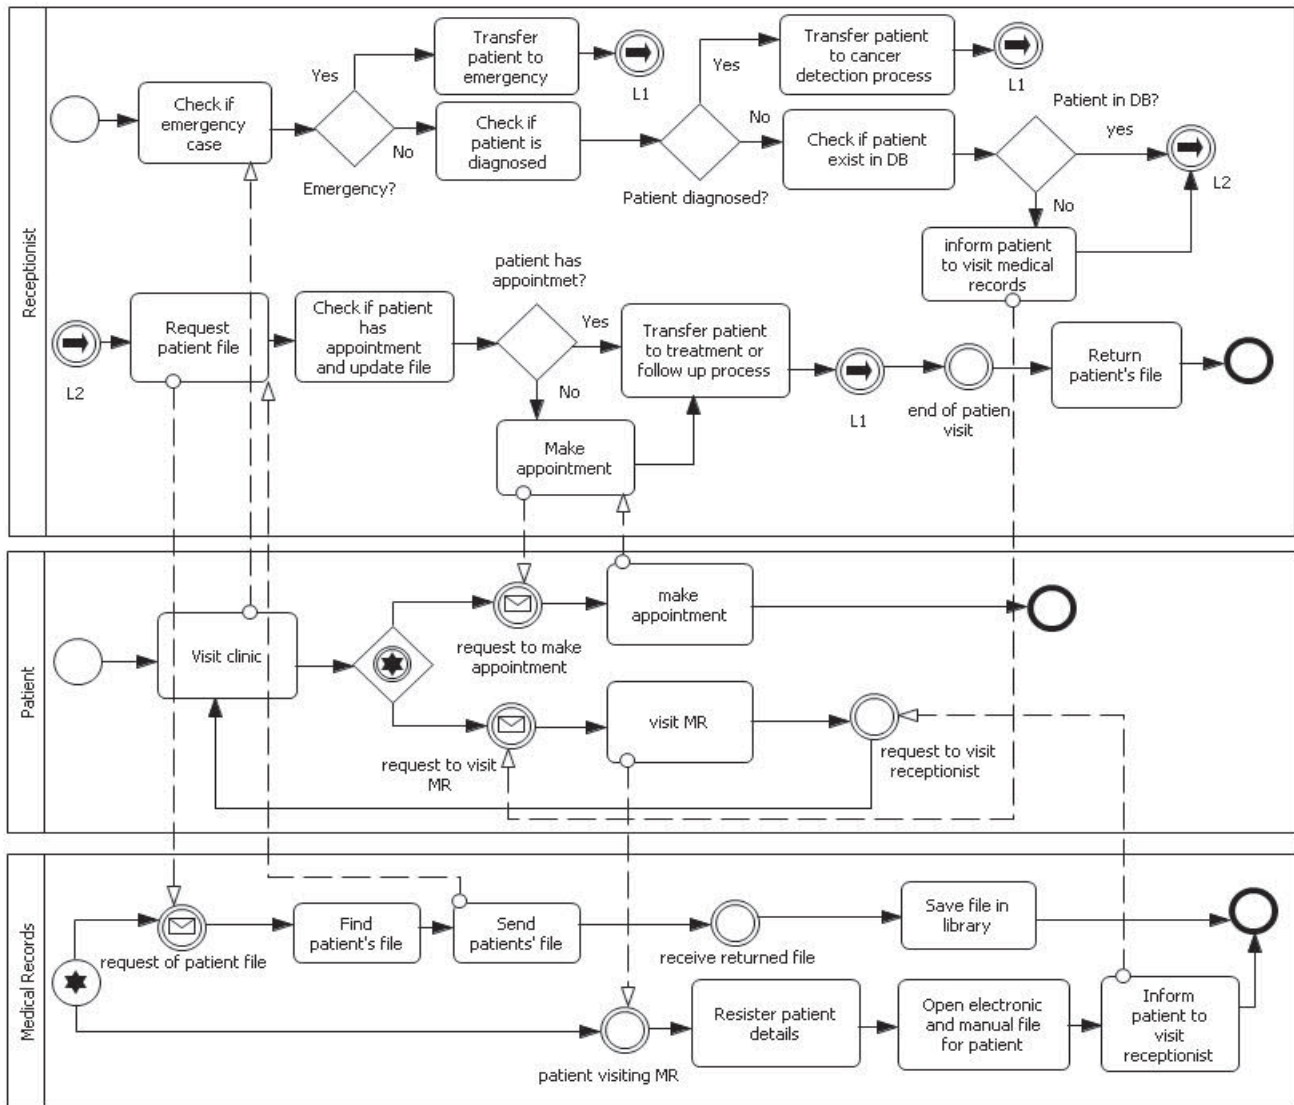 Receptionist
Check if
emergency
case
Yes
No
Emergency?
Transfer
patient to
emergency
L1
Check if
patient is
diagnosed
Yes
No
Patient diagnosed?
Transfer patient
to cancer
detection process
L1
Check if patient
exist in DB
Patient in DB?
yes
No
L2
inform patient
to visit medical
records
L2
Request
patient file
Check if patient
has
appointment
and update file
patient has
appointmet?
Yes
No
Transfer patient
to treatment or
follow up process
Make
appointment
L1
end of patien
visit
Return
patient's file
Patient
Visit clinic
request to make
appointment
make
appointment
request to visit
MR
visit MR
request to visit
receptionist
Medical Records
request of patient file
Find
patient's file
Send
patients' file
receive returned file
Save file in
library
patient visiting MR
Resister patient
details
Open electronic
and manual file
for patient
Inform
patient to
visit
receptionist